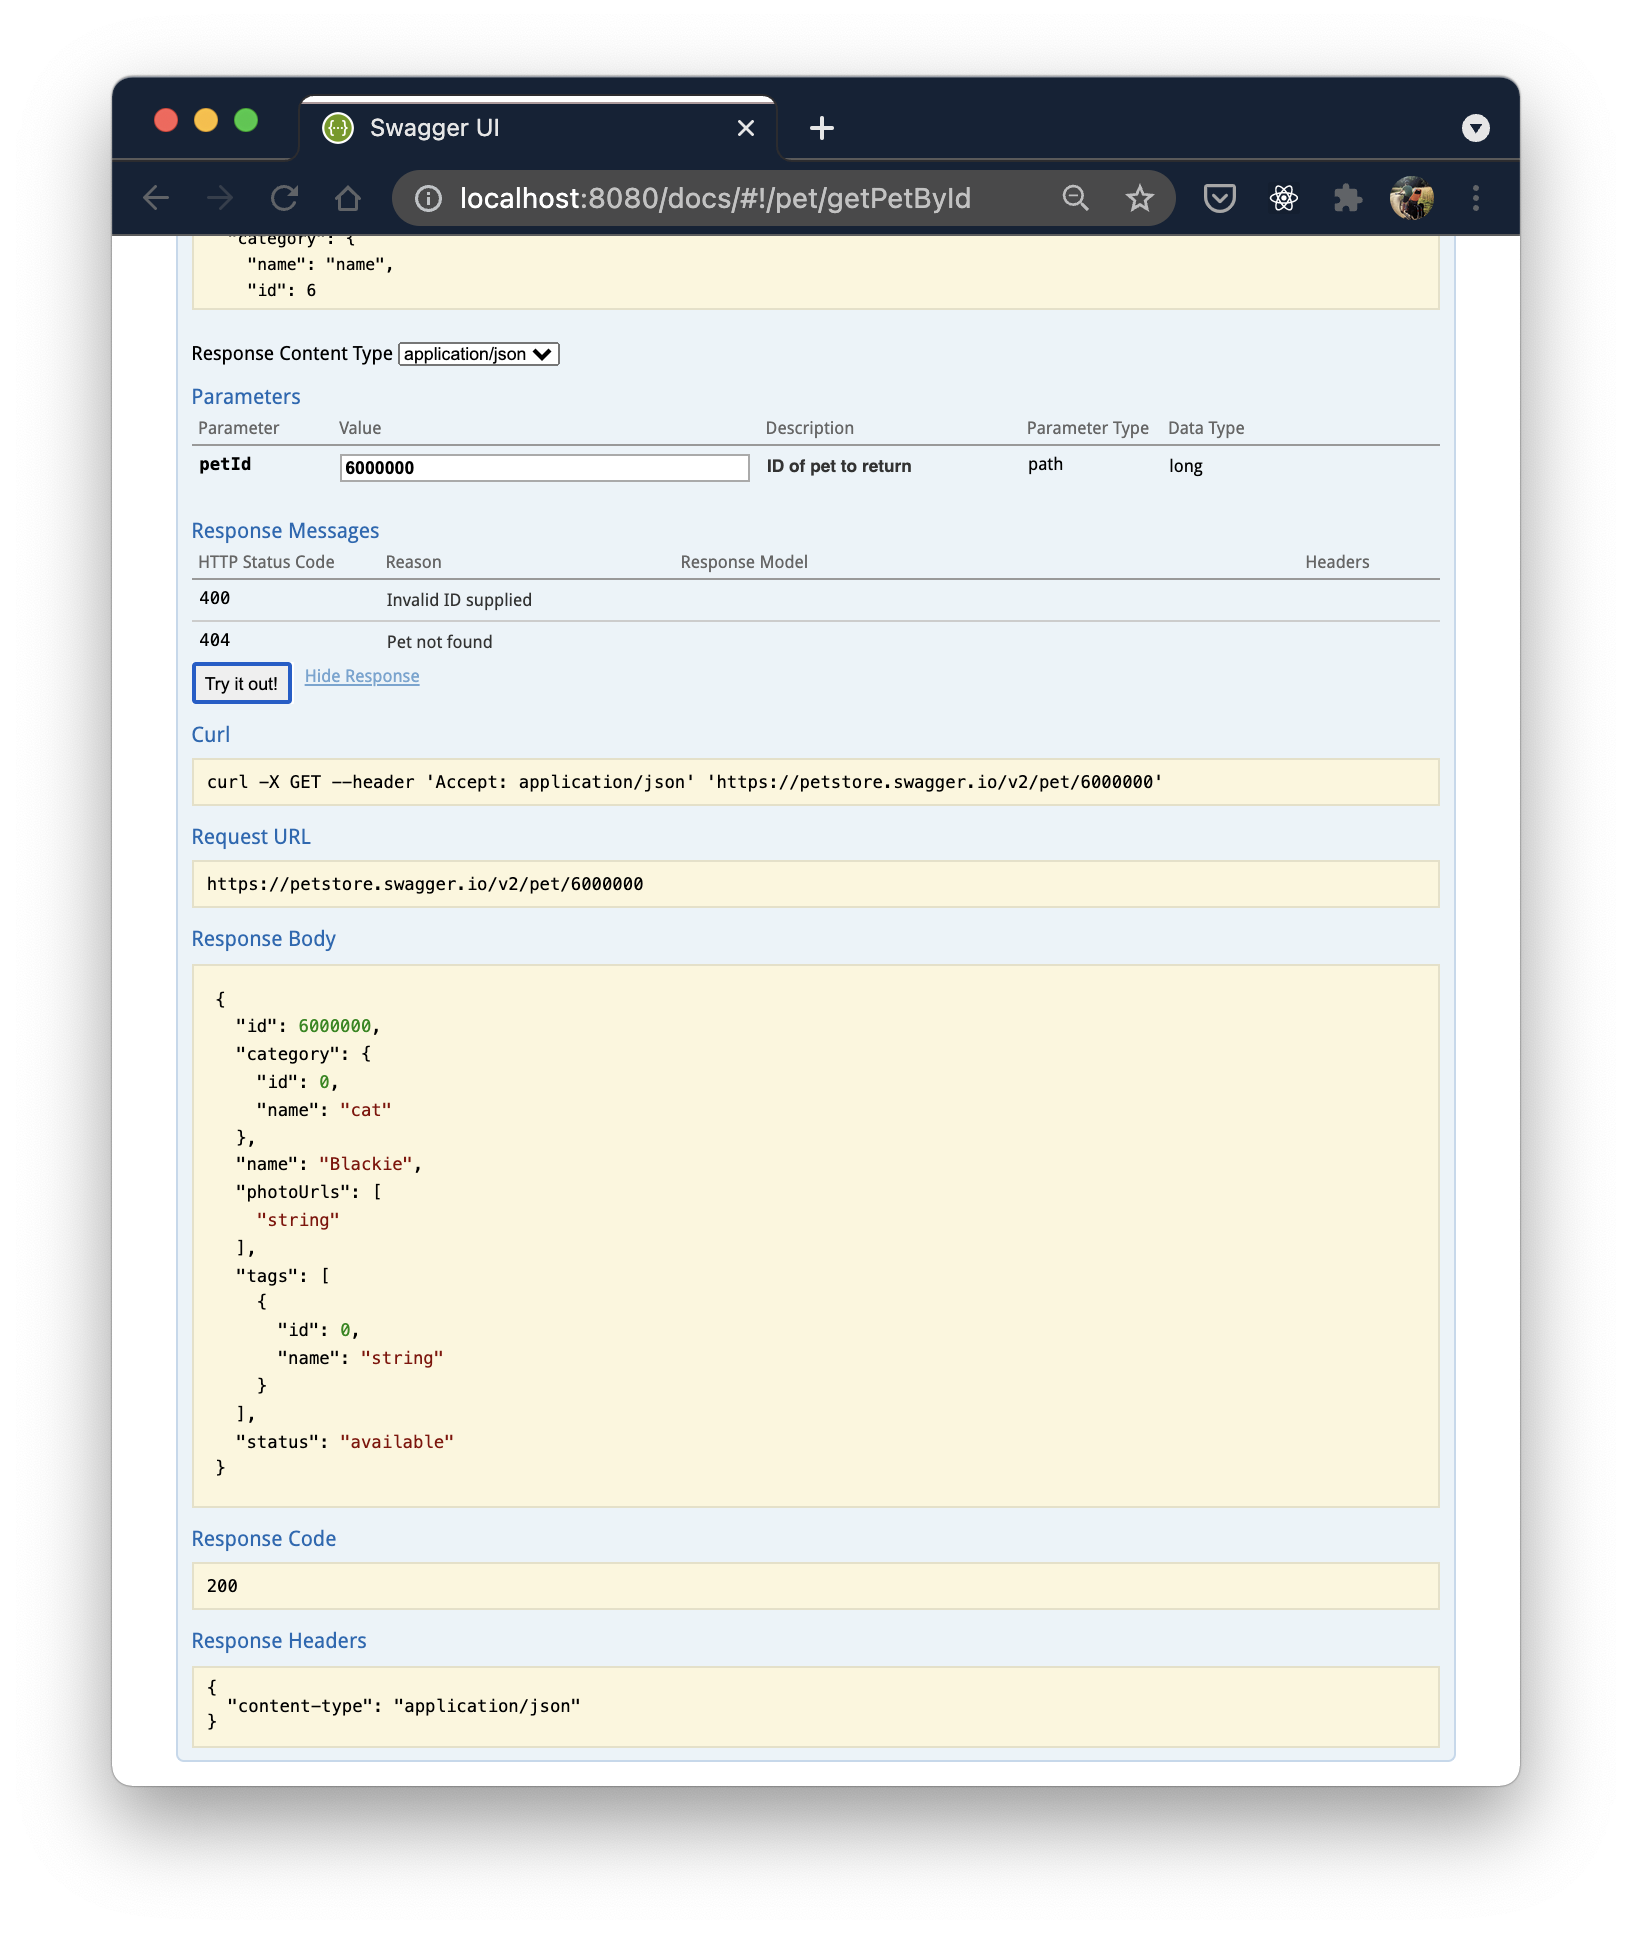 Swagger UI
localhost:8080/docs/#!/pet/getPetById
"category": {
"name": "name",
"id": 6
Response Content Type application/json
Parameters
Parameter Value Description Parameter Type Data Type
petId 6000000 ID of pet to return path long
Response Messages
HTTP Status Code Reason Response Model Headers
400 Invalid ID supplied
404 Pet not found
Try it out! Hide Response
Curl
curl -X GET --header 'Accept: application/json' 'https://petstore.swagger.io/v2/pet/6000000'
Request URL
https://petstore.swagger.io/v2/pet/6000000
Response Body
{
"id": 6000000,
"category": {
"id": 0,
"name": "cat"
},
"name": "Blackie",
"photoUrls": [
"string"
],
"tags": [
{
"id": 0,
"name": "string"
}
],
"status": "available"
}
Response Code
200
Response Headers
{
"content-type": "application/json"
}